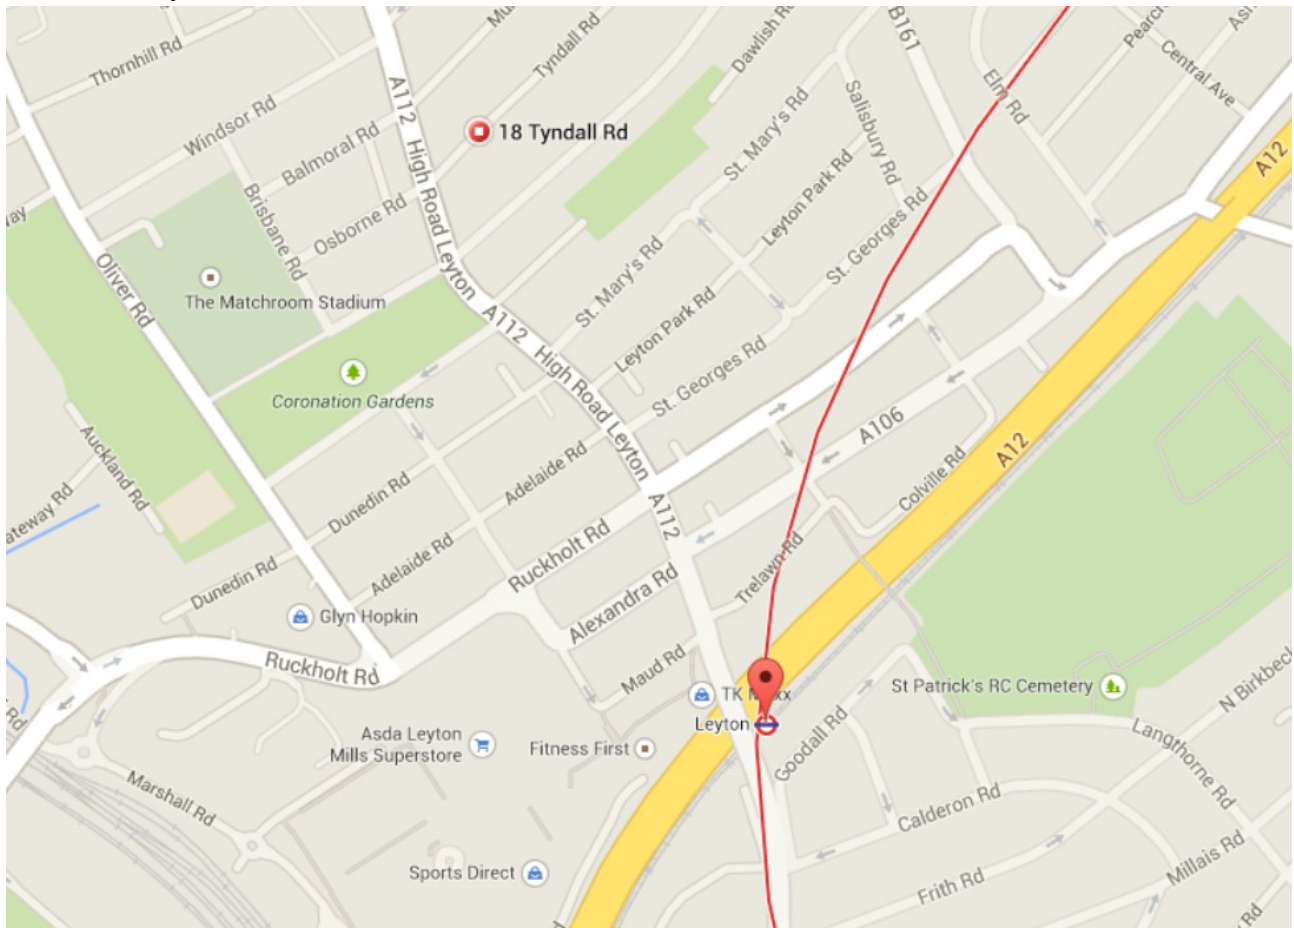 Thornhill Rd
Tyndall Rd
Dawlish Rd
B161
Elm Rd
Central Ave
A112
Windsor Rd
Balmoral Rd
18 Tyndall Rd
St. Mary's Rd
Salisbury Rd
A12
Brisbane Rd
Osborne Rd
High Road Leyton
Leyton Park Rd
St. Georges Rd
Oliver Rd
The Matchroom Stadium
St. Mary's Rd
A112
Leyton Park Rd
High Road Leyton
Coronation Gardens
St. Georges Rd
A106
A12
Auckland Rd
Adelaide Rd
Colville Rd
Dunedin Rd
A112
Ruckholt Rd
Adelaide Rd
Trelawn Rd
Dunedin Rd
Alexandra Rd
Glyn Hopkin
Ruckholt Rd
Maud Rd
St Patrick's RC Cemetery
N Birkbeck
TK M xx
Leyton
Asda Leyton
Mills Superstore
Fitness First
Goodall Rd
Langthorne Rd
Marshall Rd
Calderon Rd
Sports Direct
Frith Rd
Millais Rd